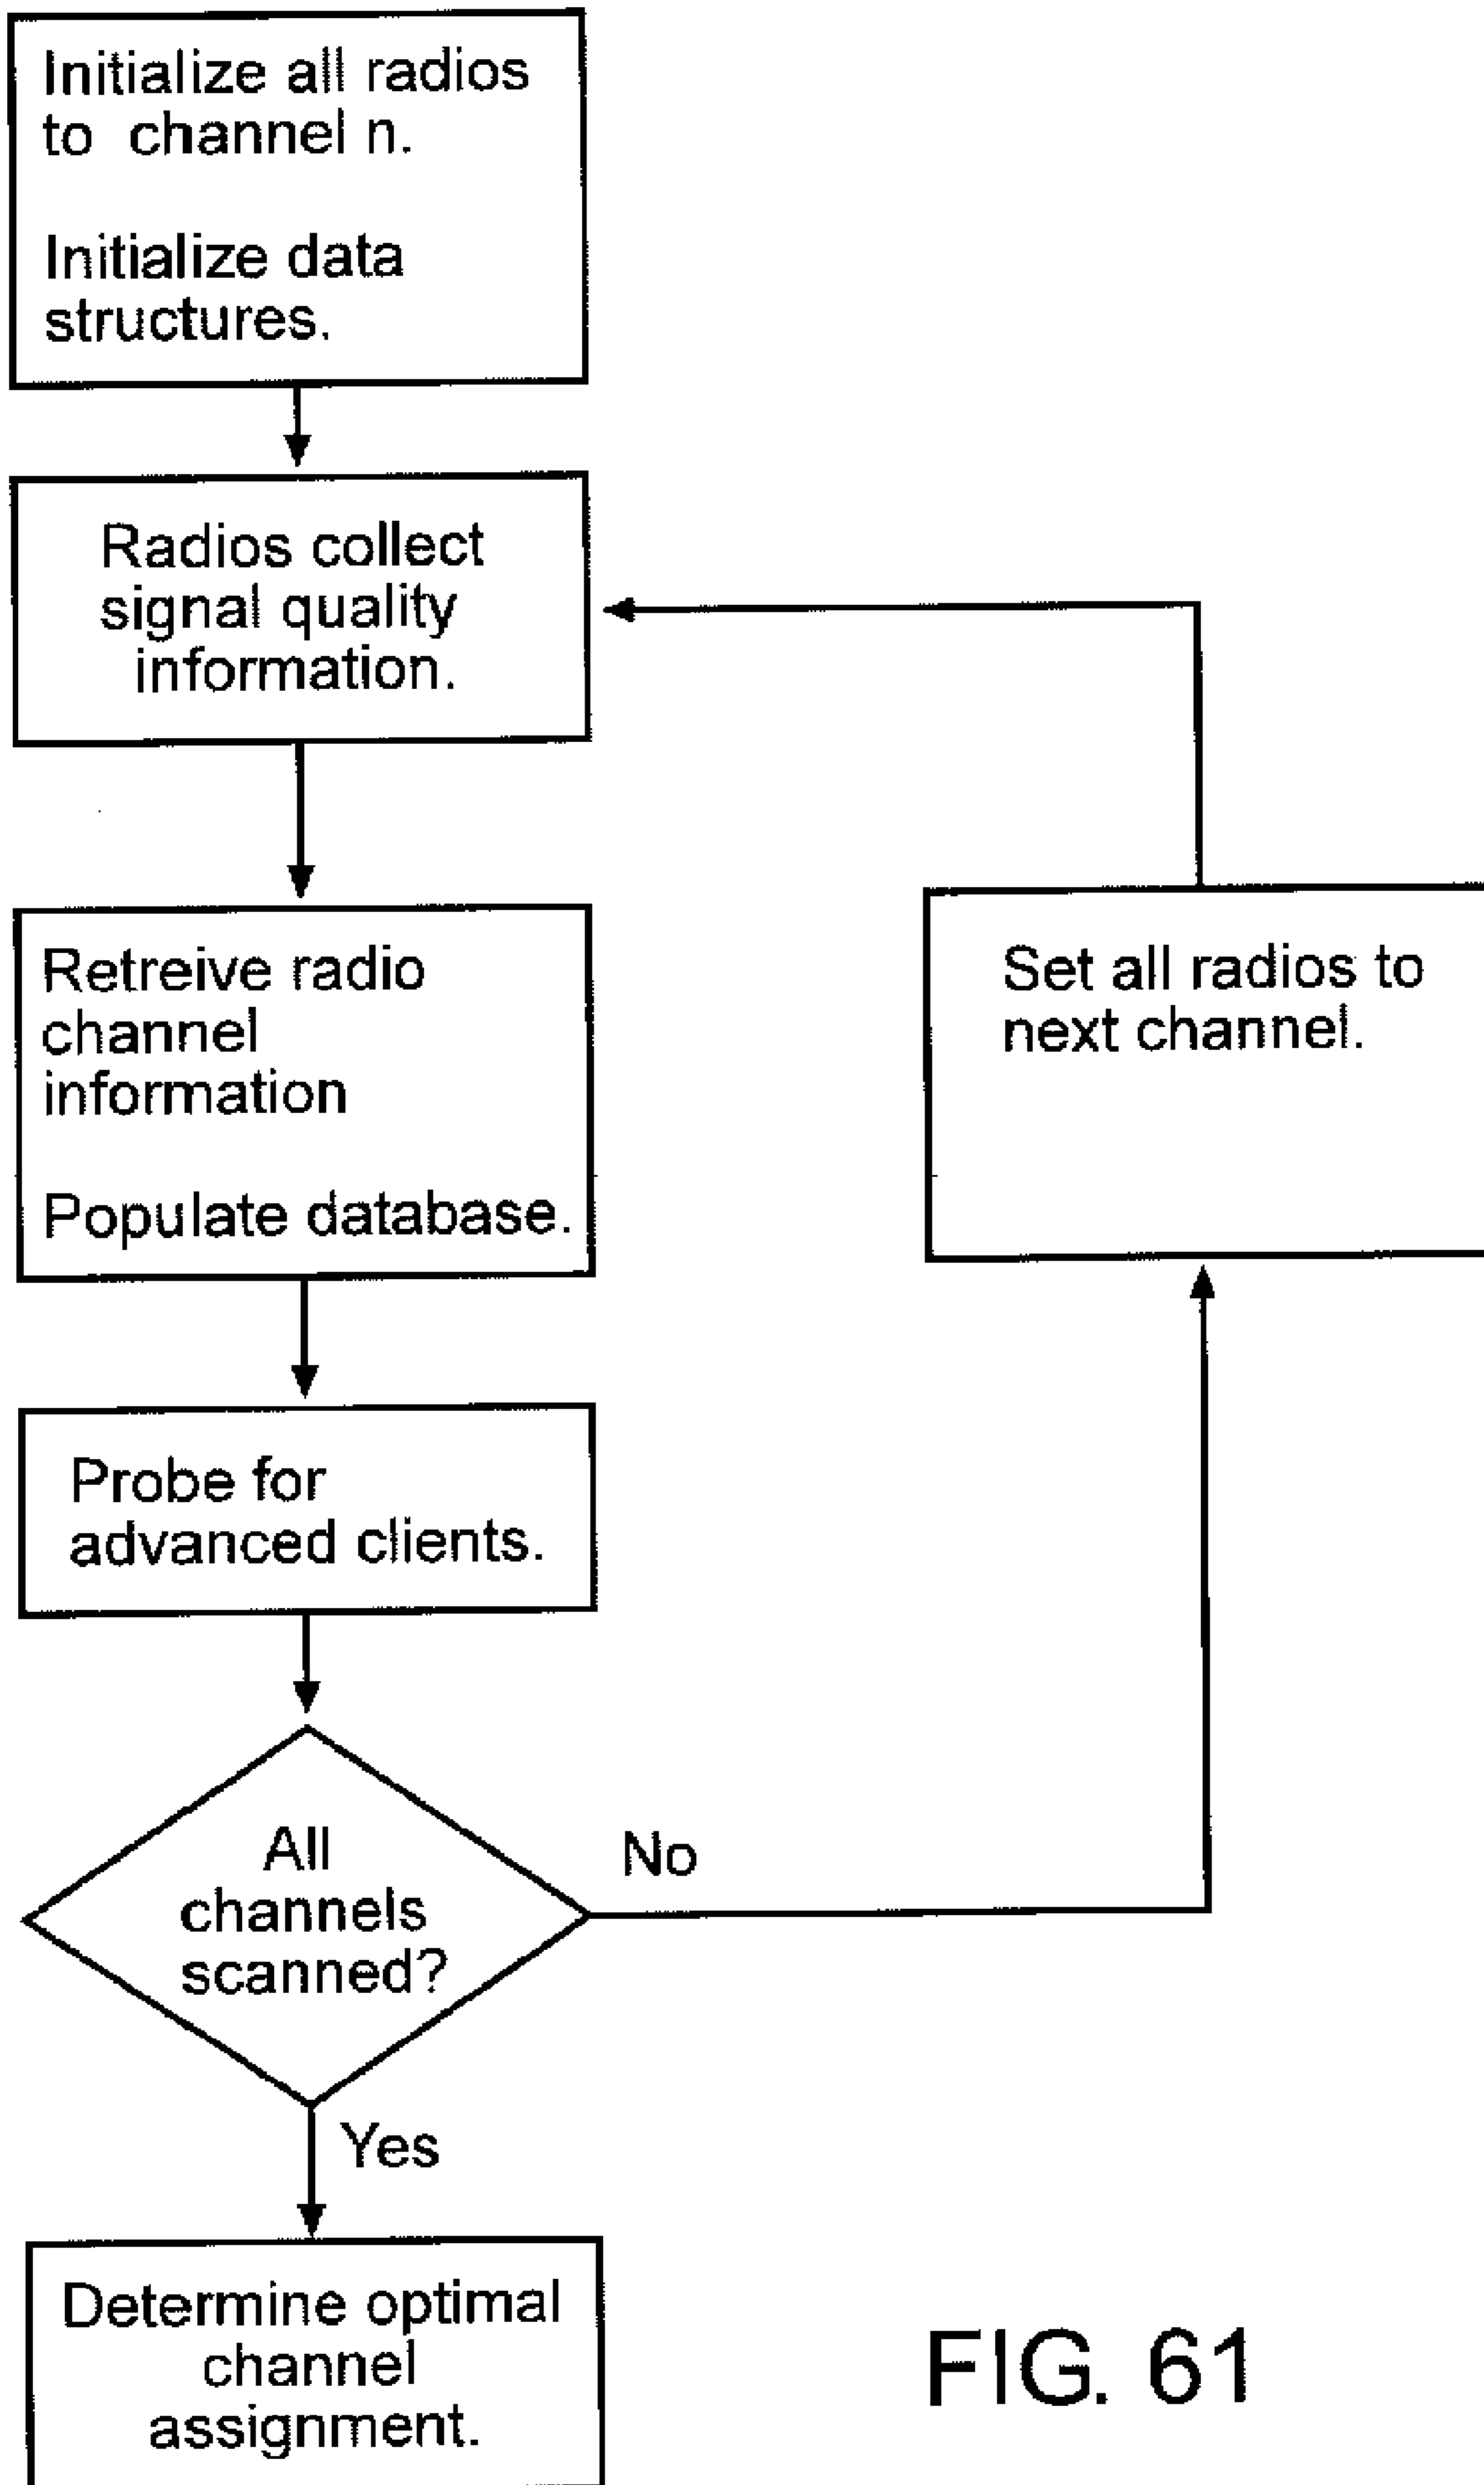 Initialize all radios
to channel n.
Initialize data
structures.
Radios collect
signal quality
information.
Retreive radio
channel
information
Populate database.
Set all radios to
next channel.
Probe for
advanced clients.
All
channels
scanned?
No
Yes
Determine optimal
channel
assignment.
FIG. 61